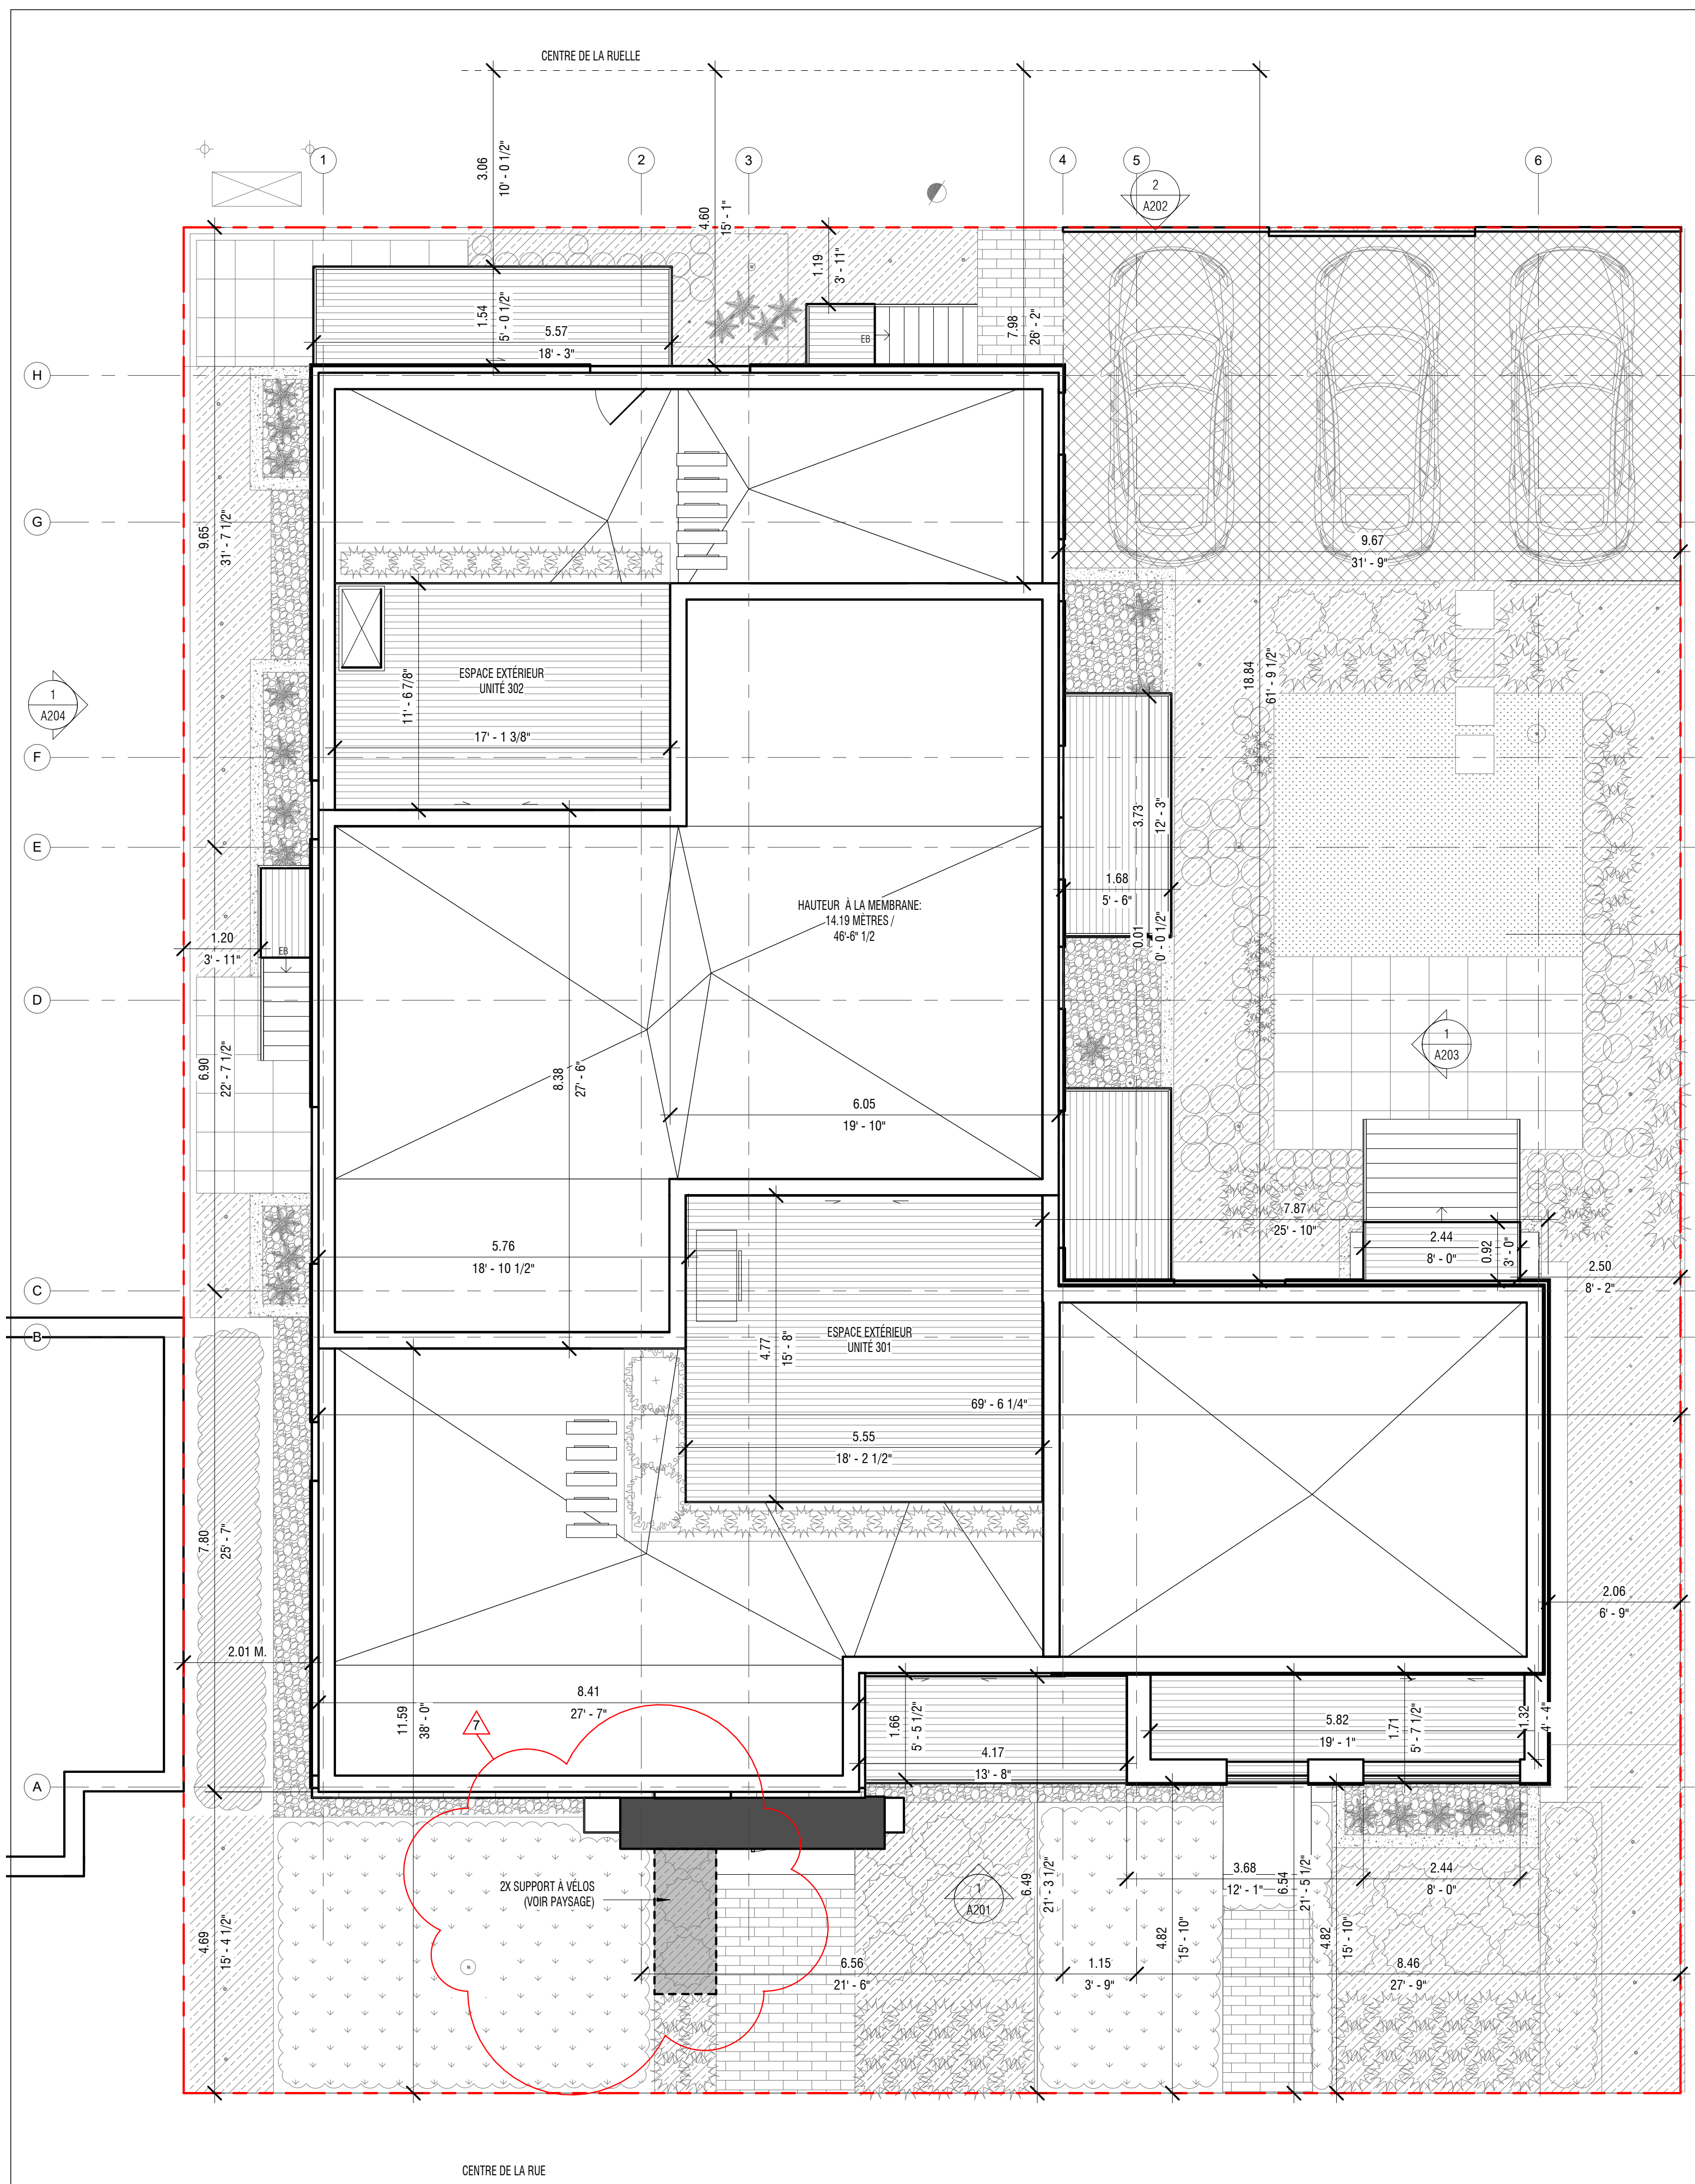 CENTRE DE LA RUELLE
1
2
3
4
5
6
2
A202
3.06
10' - 0 1/2"
4.60
15' - 1"
1.19
3' - 11"
7.98
26' - 2"
1.54
5' - 0 1/2"
5.57
18' - 3"
EB
H
G
9.65
31' - 7 1/2"
9.67
31' - 9"
ESPACE EXTÉRIEUR
UNITÉ 302
11' - 6 7/8"
17' - 1 3/8"
18.84
61' - 9 1/2"
1
A204
F
3.73
12' - 3"
E
1.68
5' - 6"
HAUTEUR À LA MEMBRANE:
14.19 MÈTRES /
46'-6" 1/2
0.01
0' - 0 1/2"
1.20
3' - 11"
EB
D
1
A203
6.90
22' - 7 1/2"
8.38
27' - 6"
6.05
19' - 10"
7.87
25' - 10"
2.44
8' - 0"
0.92
3' - 0"
5.76
18' - 10 1/2"
2.50
8' - 2"
C
B
ESPACE EXTÉRIEUR
UNITÉ 301
4.77
15' - 8"
69' - 6 1/4"
5.55
18' - 2 1/2"
7.80
25' - 7"
2.06
6' - 9"
2.01 M.
8.41
27' - 7"
11.59
38' - 0"
7
1.66
5' - 5 1/2"
4.17
13' - 8"
5.82
19' - 1"
1.71
5' - 7 1/2"
1.32
4' - 4"
A
2X SUPPORT À VÉLOS
(VOIR PAYSAGE)
1
A201
6.49
21' - 3 1/2"
3.68
12' - 1"
6.54
21' - 5 1/2"
2.44
8' - 0"
4.69
15' - 4 1/2"
4.82
15' - 10"
4.82
15' - 10"
6.56
21' - 6"
1.15
3' - 9"
8.46
27' - 9"
CENTRE DE LA RUE